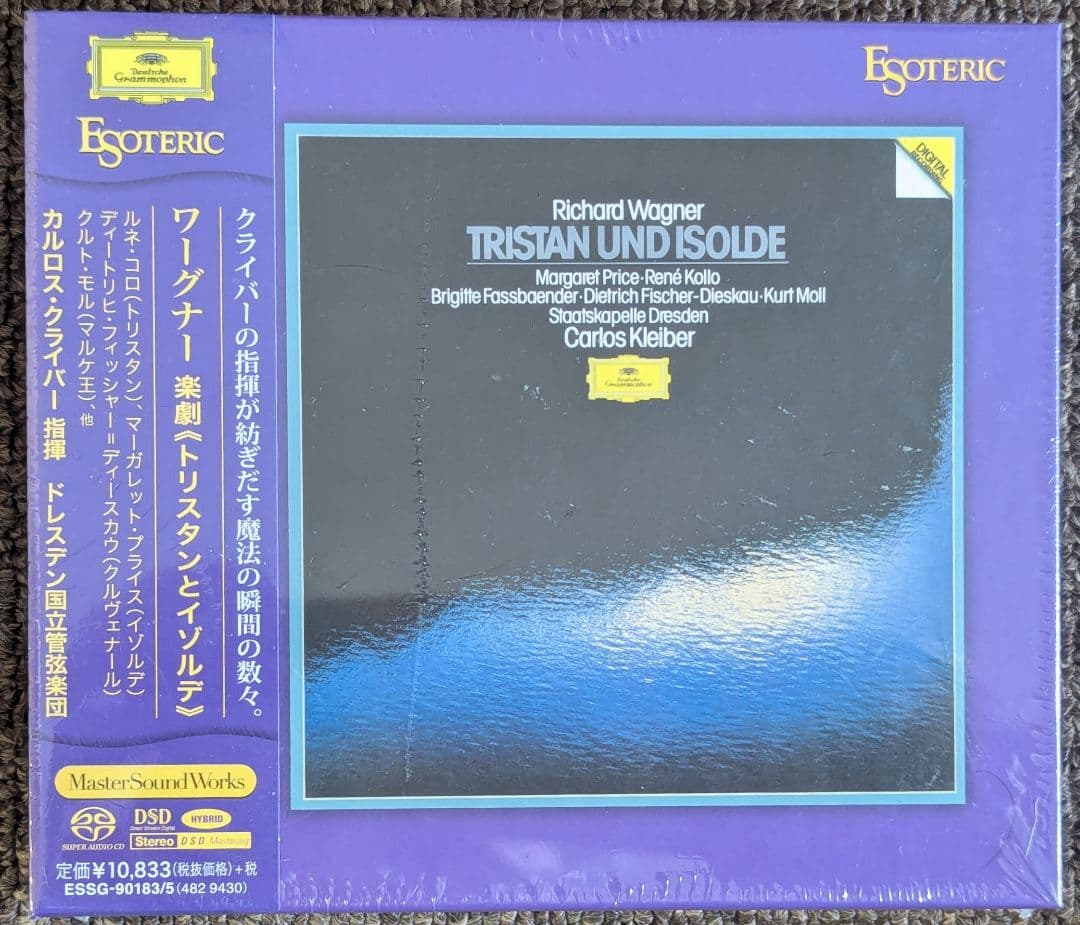 Deutsche
Grammophon
ESOTERIC
クライバーの指揮が紡ぎだす魔法の瞬間の数々。
ワーグナー 楽劇《トリスタンとイゾルデ》
ルネ・コロ(トリスタン)、マーガレット・プライス(イゾルデ)
ディートリヒ・フィッシャー=ディースカウ(クルヴェナール)
クルト・モル(マルケ王)、他
カルロス・クライバー 指揮 ドレスデン国立管弦楽団
MasterSoundWorks
SUPER AUDIO CD
DSD
Direct Stream Digital
HYBRID
Stereo DSD Mastering
定価¥10,833(税抜価格)+税
ESSG-90183/5(482 9430)
ESOTERIC
DIGITAL
RECORDING
Richard Wagner
TRISTAN UND ISOLDE
Margaret Price·René Kollo
Brigitte Fassbaender·Dietrich Fischer-Dieskau·Kurt Moll
Staatskapelle Dresden
Carlos Kleiber
Deutsche
Grammophon